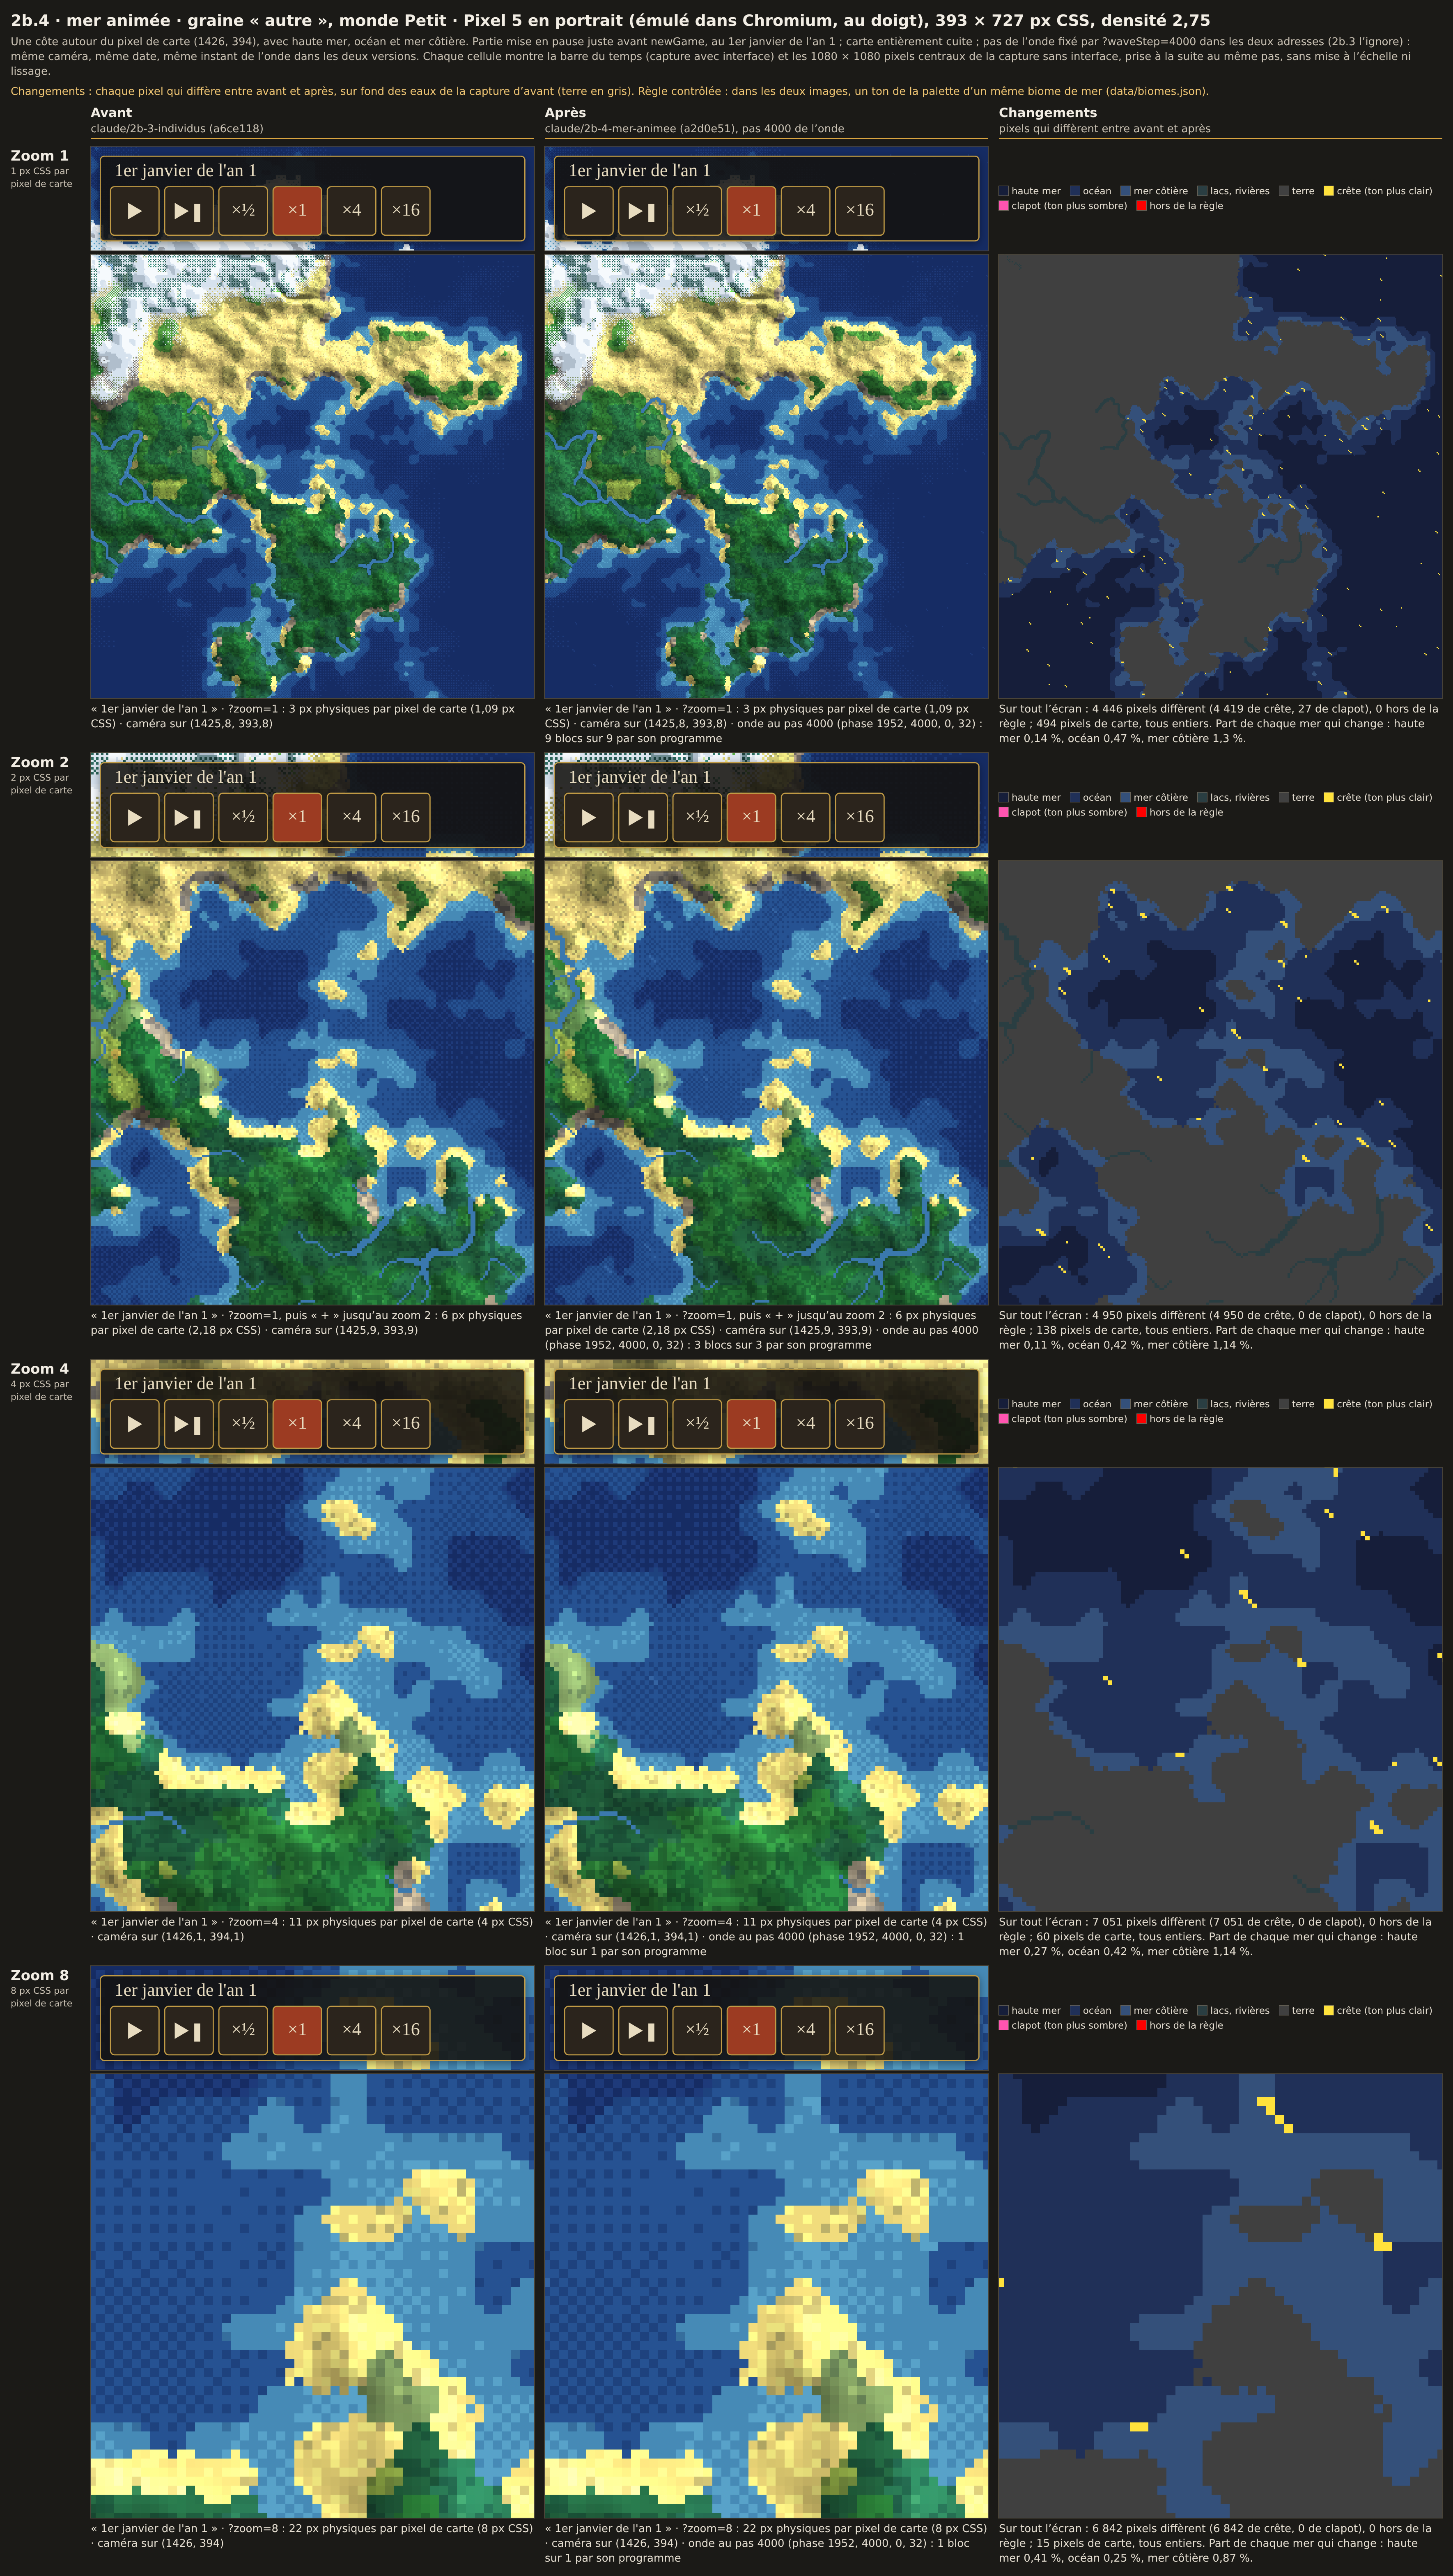 2b.4 · mer animée · graine « autre », monde Petit · Pixel 5 en portrait (émulé dans Chromium, au doigt), 393 × 727 px CSS, densité 2,75
Une côte autour du pixel de carte (1426, 394), avec haute mer, océan et mer côtière. Partie mise en pause juste avant newGame, au 1er janvier de l’an 1 ; carte entièrement cuite ; pas de l’onde fixé par ?waveStep=4000 dans les deux adresses (2b.3 l’ignore) :
même caméra, même date, même instant de l’onde dans les deux versions. Chaque cellule montre la barre du temps (capture avec interface) et les 1080 × 1080 pixels centraux de la capture sans interface, prise à la suite au même pas, sans mise à l’échelle ni
lissage.
Changements : chaque pixel qui diffère entre avant et après, sur fond des eaux de la capture d’avant (terre en gris). Règle contrôlée : dans les deux images, un ton de la palette d’un même biome de mer (data/biomes.json).
Avant
claude/2b-3-individus (a6ce118)
Après
claude/2b-4-mer-animee (a2d0e51), pas 4000 de l’onde
Changements
pixels qui diffèrent entre avant et après
Zoom 1
1 px CSS par
pixel de carte
1er janvier de l'an 1
×½ ×1 ×4 ×16
1er janvier de l'an 1
×½ ×1 ×4 ×16
haute mer océan mer côtière lacs, rivières terre crête (ton plus clair)
clapot (ton plus sombre) hors de la règle
« 1er janvier de l'an 1 » · ?zoom=1 : 3 px physiques par pixel de carte (1,09 px
CSS) · caméra sur (1425,8, 393,8)
« 1er janvier de l'an 1 » · ?zoom=1 : 3 px physiques par pixel de carte (1,09 px
CSS) · caméra sur (1425,8, 393,8) · onde au pas 4000 (phase 1952, 4000, 0, 32) :
9 blocs sur 9 par son programme
Sur tout l’écran : 4 446 pixels diffèrent (4 419 de crête, 27 de clapot), 0 hors de la
règle ; 494 pixels de carte, tous entiers. Part de chaque mer qui change : haute
mer 0,14 %, océan 0,47 %, mer côtière 1,3 %.
Zoom 2
2 px CSS par
pixel de carte
1er janvier de l'an 1
×½ ×1 ×4 ×16
1er janvier de l'an 1
×½ ×1 ×4 ×16
haute mer océan mer côtière lacs, rivières terre crête (ton plus clair)
clapot (ton plus sombre) hors de la règle
« 1er janvier de l'an 1 » · ?zoom=1, puis « + » jusqu’au zoom 2 : 6 px physiques
par pixel de carte (2,18 px CSS) · caméra sur (1425,9, 393,9)
« 1er janvier de l'an 1 » · ?zoom=1, puis « + » jusqu’au zoom 2 : 6 px physiques
par pixel de carte (2,18 px CSS) · caméra sur (1425,9, 393,9) · onde au pas 4000
(phase 1952, 4000, 0, 32) : 3 blocs sur 3 par son programme
Sur tout l’écran : 4 950 pixels diffèrent (4 950 de crête, 0 de clapot), 0 hors de la
règle ; 138 pixels de carte, tous entiers. Part de chaque mer qui change : haute
mer 0,11 %, océan 0,42 %, mer côtière 1,14 %.
Zoom 4
4 px CSS par
pixel de carte
1er janvier de l'an 1
×½ ×1 ×4 ×16
1er janvier de l'an 1
×½ ×1 ×4 ×16
haute mer océan mer côtière lacs, rivières terre crête (ton plus clair)
clapot (ton plus sombre) hors de la règle
« 1er janvier de l'an 1 » · ?zoom=4 : 11 px physiques par pixel de carte (4 px CSS)
· caméra sur (1426,1, 394,1)
« 1er janvier de l'an 1 » · ?zoom=4 : 11 px physiques par pixel de carte (4 px CSS)
· caméra sur (1426,1, 394,1) · onde au pas 4000 (phase 1952, 4000, 0, 32) : 1
bloc sur 1 par son programme
Sur tout l’écran : 7 051 pixels diffèrent (7 051 de crête, 0 de clapot), 0 hors de la
règle ; 60 pixels de carte, tous entiers. Part de chaque mer qui change : haute
mer 0,27 %, océan 0,42 %, mer côtière 1,14 %.
Zoom 8
8 px CSS par
pixel de carte
1er janvier de l'an 1
×½ ×1 ×4 ×16
1er janvier de l'an 1
×½ ×1 ×4 ×16
haute mer océan mer côtière lacs, rivières terre crête (ton plus clair)
clapot (ton plus sombre) hors de la règle
« 1er janvier de l'an 1 » · ?zoom=8 : 22 px physiques par pixel de carte (8 px CSS)
· caméra sur (1426, 394)
« 1er janvier de l'an 1 » · ?zoom=8 : 22 px physiques par pixel de carte (8 px CSS)
· caméra sur (1426, 394) · onde au pas 4000 (phase 1952, 4000, 0, 32) : 1 bloc
sur 1 par son programme
Sur tout l’écran : 6 842 pixels diffèrent (6 842 de crête, 0 de clapot), 0 hors de la
règle ; 15 pixels de carte, tous entiers. Part de chaque mer qui change : haute
mer 0,41 %, océan 0,25 %, mer côtière 0,87 %.